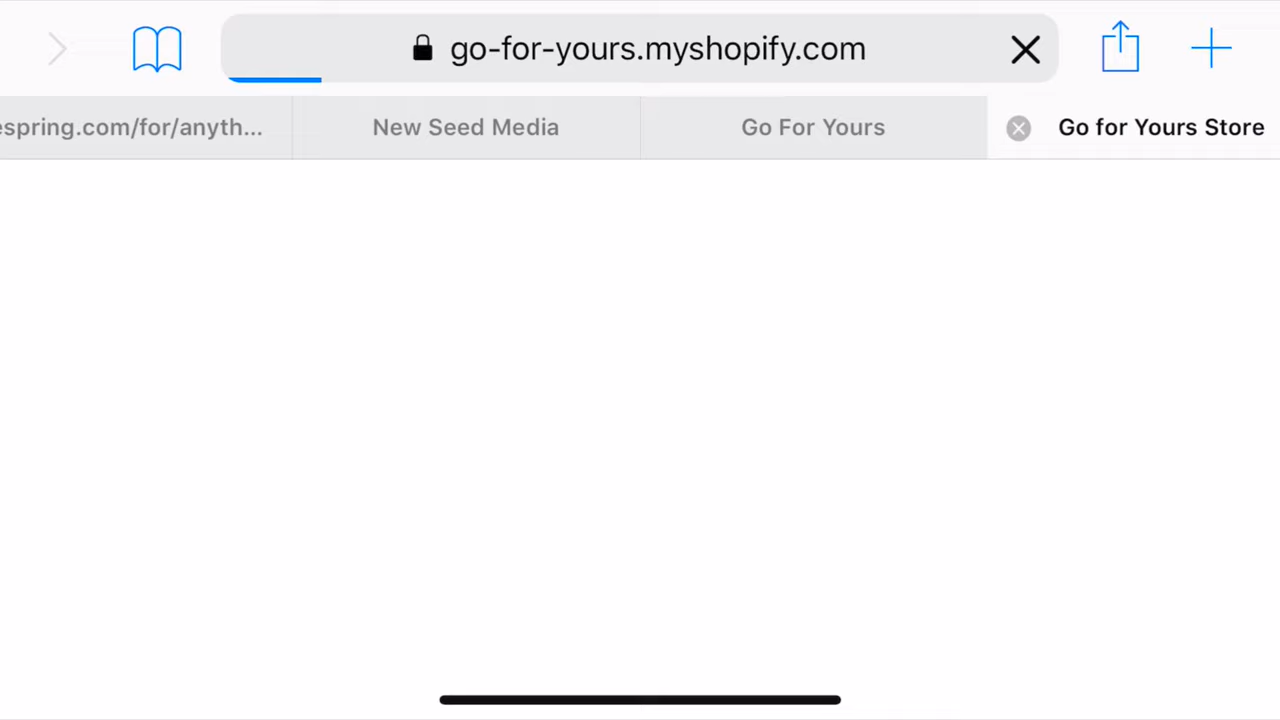 go-for-yours.myshopify.com
espring.com/for/anyth...
New Seed Media
Go For Yours
Go for Yours Store